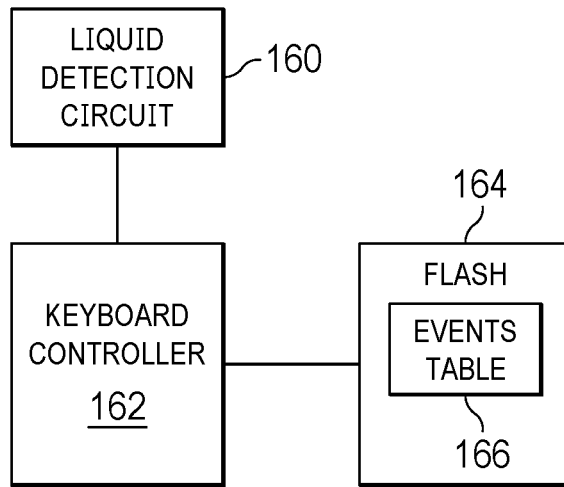 LIQUID
DETECTION
CIRCUIT
160
164
KEYBOARD
CONTROLLER
162
FLASH
EVENTS
TABLE
166